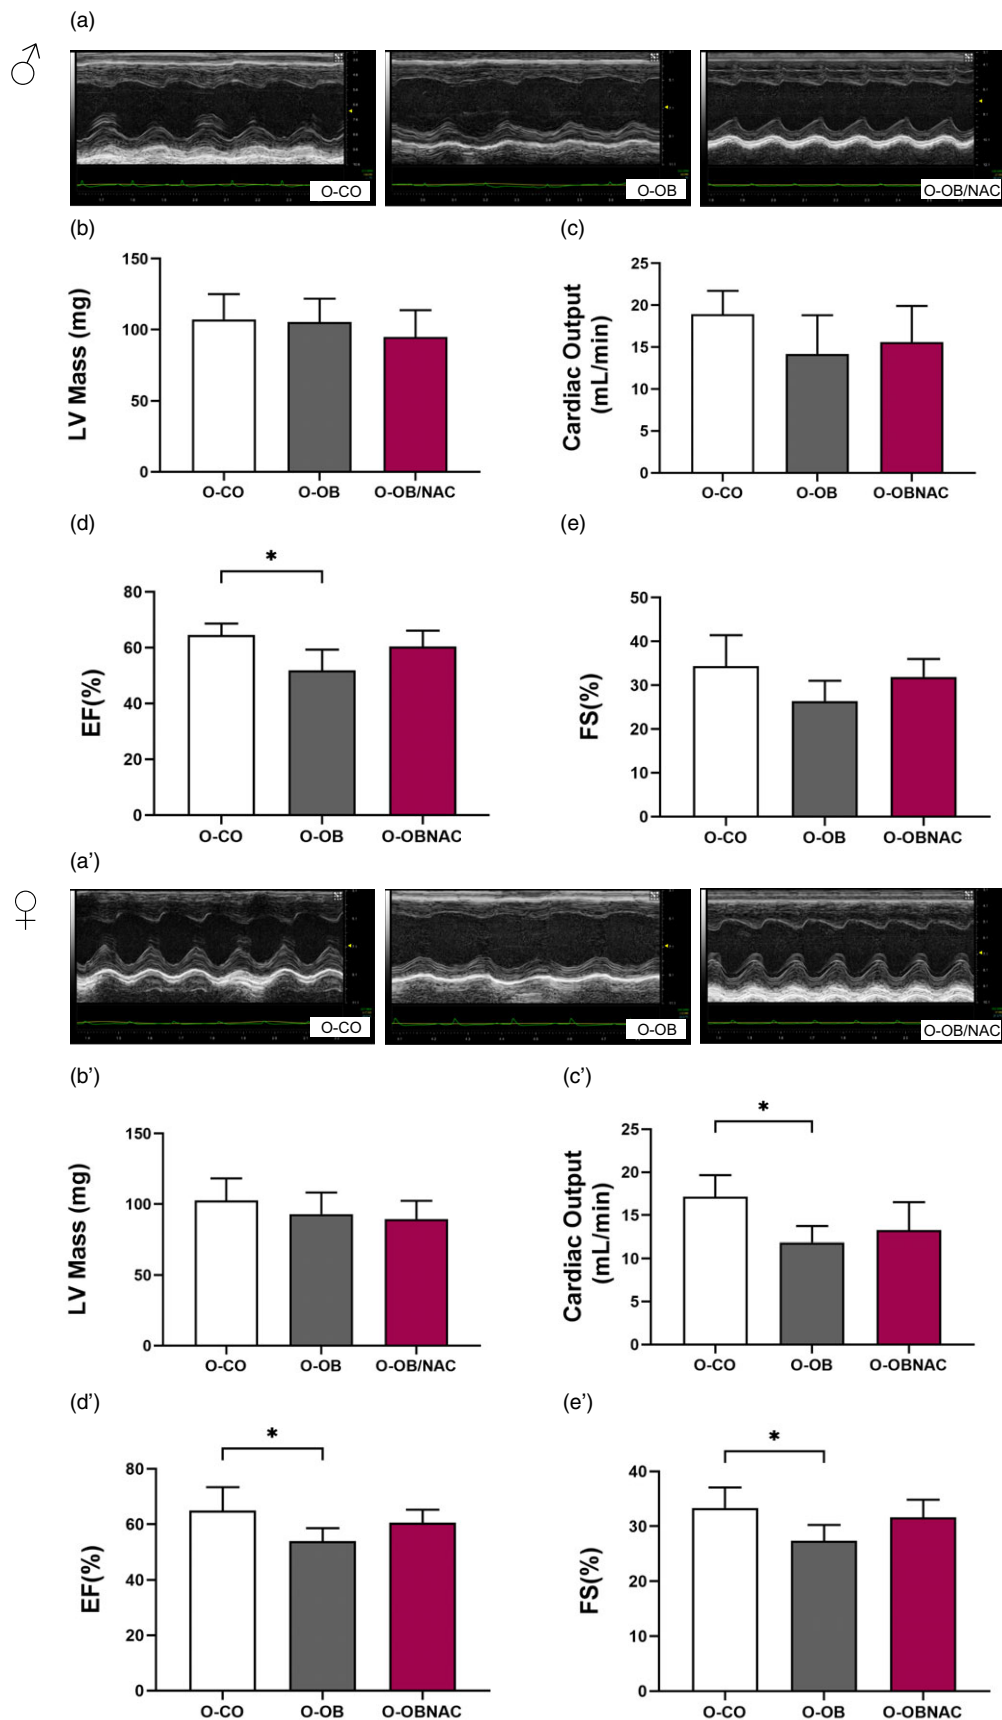 (a)
♂
O-CO
O-OB
O-OB/NAC
(b)
LV Mass (mg)
150
100
50
0
O-CO
O-OB
O-OB/NAC
(c)
Cardiac Output
(mL/min)
25
20
15
10
5
0
O-CO
O-OB
O-OBNAC
(d)
*
EF(%)
80
60
40
20
0
O-CO
O-OB
O-OBNAC
(e)
FS(%)
50
40
30
20
10
0
O-CO
O-OB
O-OBNAC
(a')
♀
O-CO
O-OB
O-OB/NAC
(b')
LV Mass (mg)
150
100
50
0
O-CO
O-OB
O-OB/NAC
(c')
*
Cardiac Output
(mL/min)
25
20
15
10
5
0
O-CO
O-OB
O-OBNAC
(d')
*
EF(%)
80
60
40
20
0
O-CO
O-OB
O-OBNAC
(e')
*
FS(%)
40
30
20
10
0
O-CO
O-OB
O-OBNAC